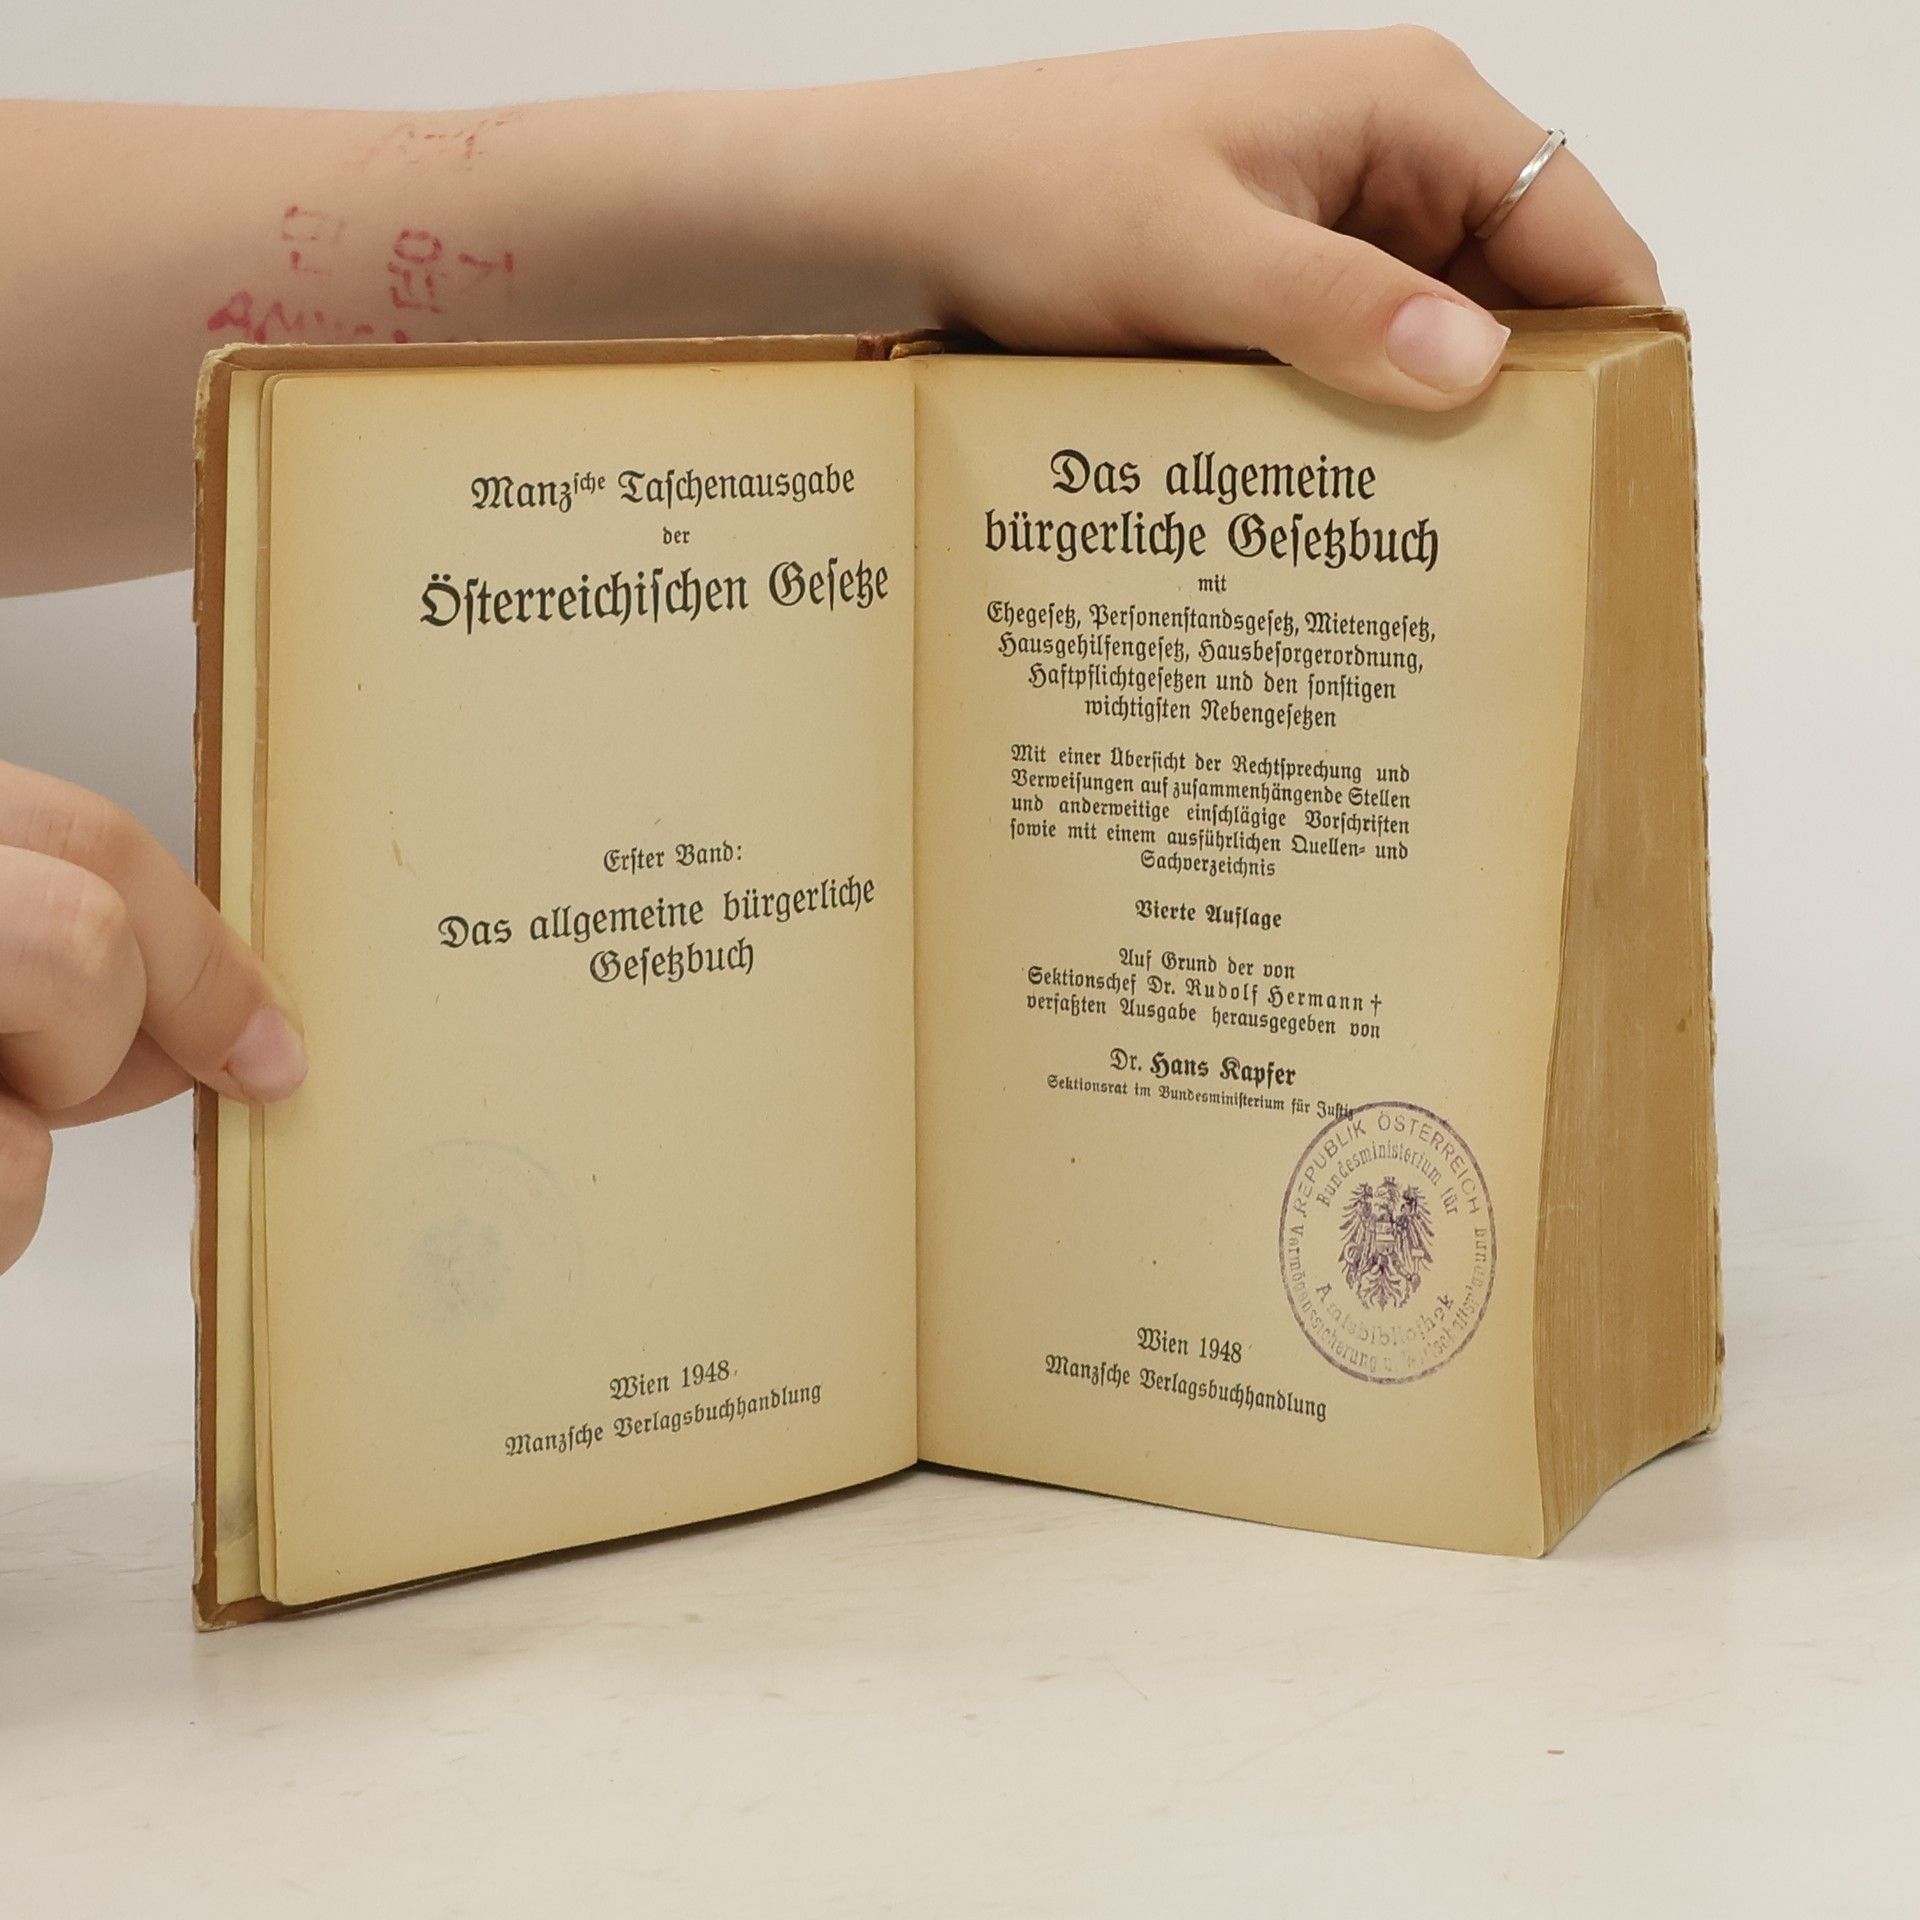 Manzſche Taſchenausgabe
der
Öſterreichiſchen Geſetze
Erſter Band:
Das allgemeine bürgerliche
Geſetzbuch
Wien 1948
Manzſche Verlagsbuchhandlung
Das allgemeine
bürgerliche Geſetzbuch
mit
Ehegeſetz, Perſonenſtandsgeſetz, Mietengeſetz,
Hausgehilfengeſetz, Hausbeſorgerordnung,
Haftpflichtgeſetzen und den ſonſtigen
wichtigſten Nebengeſetzen
Mit einer Überſicht der Rechtſprechung und
Verweiſungen auf zuſammenhängende Stellen
und anderweitige einſchlägige Vorſchriften
ſowie mit einem ausführlichen Quellen- und
Sachverzeichnis
Vierte Auflage
Auf Grund der von
Sektionschef Dr. Rudolf Hermann †
verfaßten Ausgabe herausgegeben von
Dr. Hans Kapfer
Sektionsrat im Bundesminiſterium für Juſtiz
REPUBLIK ÖSTERREICH
Bundesministerium für
Vermögenssicherung u.
Amtsbibliothek
Wien 1948
Manzſche Verlagsbuchhandlung